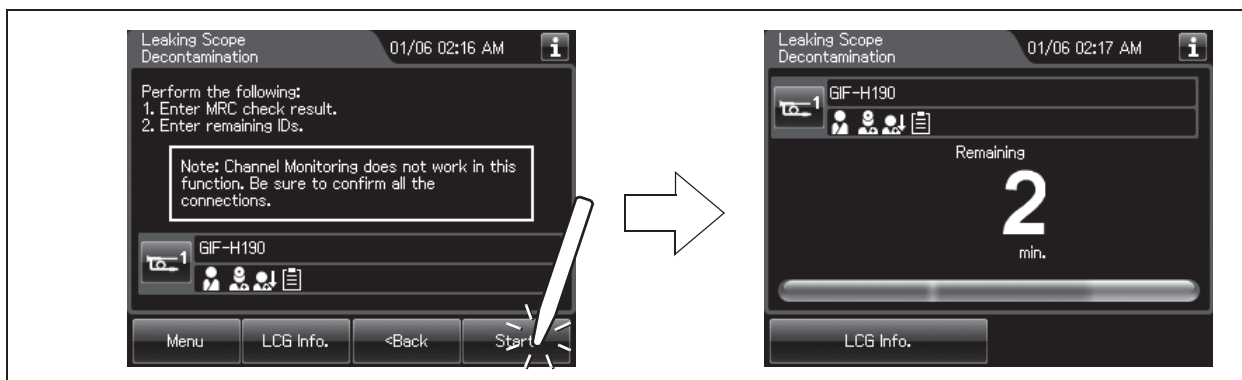 Leaking Scope
Decontamination
01/06 02:16 AM
i
Perform the following:
1. Enter MRC check result.
2. Enter remaining IDs.
Note: Channel Monitoring does not work in this
function. Be sure to confirm all the
connections.
1
GIF-H190
Menu
LCG Info.
<Back
Start
Leaking Scope
Decontamination
01/06 02:17 AM
i
1
GIF-H190
Remaining
2
min.
LCG Info.